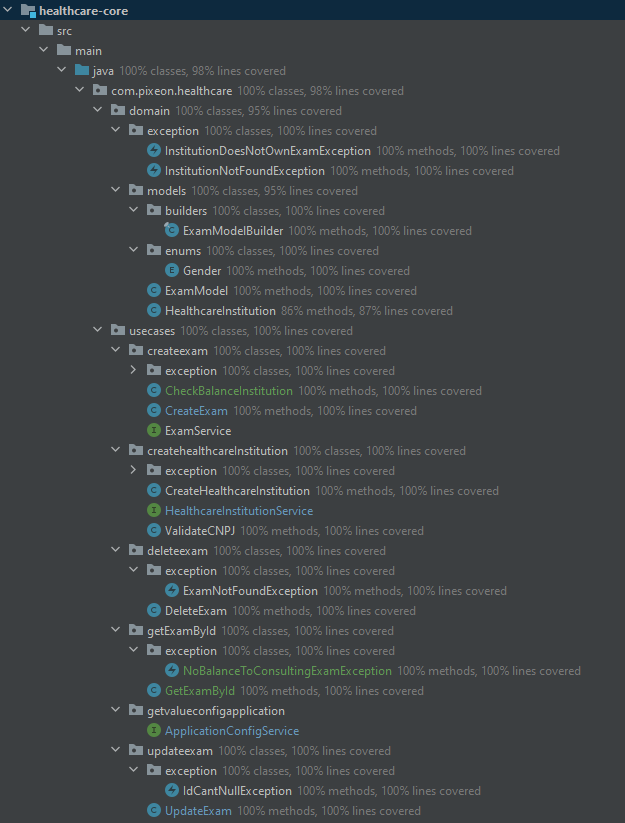 healthcare-core
src
main
java 100% classes, 98% lines covered
com.pixeon.healthcare 100% classes, 98% lines covered
domain 100% classes, 95% lines covered
exception 100% classes, 100% lines covered
InstitutionDoesNotOwnExamException 100% methods, 100% lines covered
InstitutionNotFoundException 100% methods, 100% lines covered
models 100% classes, 95% lines covered
builders 100% classes, 100% lines covered
ExamModelBuilder 100% methods, 100% lines covered
enums 100% classes, 100% lines covered
Gender 100% methods, 100% lines covered
ExamModel 100% methods, 100% lines covered
HealthcareInstitution 86% methods, 87% lines covered
usecases 100% classes, 100% lines covered
createexam 100% classes, 100% lines covered
exception 100% classes, 100% lines covered
CheckBalanceInstitution 100% methods, 100% lines covered
CreateExam 100% methods, 100% lines covered
ExamService
createhealthcareinstitution 100% classes, 100% lines covered
exception 100% classes, 100% lines covered
CreateHealthcareInstitution 100% methods, 100% lines covered
HealthcareInstitutionService
ValidateCNPJ 100% methods, 100% lines covered
deleteexam 100% classes, 100% lines covered
exception 100% classes, 100% lines covered
ExamNotFoundException 100% methods, 100% lines covered
DeleteExam 100% methods, 100% lines covered
getExamById 100% classes, 100% lines covered
exception 100% classes, 100% lines covered
NoBalanceToConsultingExamException 100% methods, 100% lines covered
GetExamById 100% methods, 100% lines covered
getvalueconfigapplication
ApplicationConfigService
updateexam 100% classes, 100% lines covered
exception 100% classes, 100% lines covered
IdCantNullException 100% methods, 100% lines covered
UpdateExam 100% methods, 100% lines covered